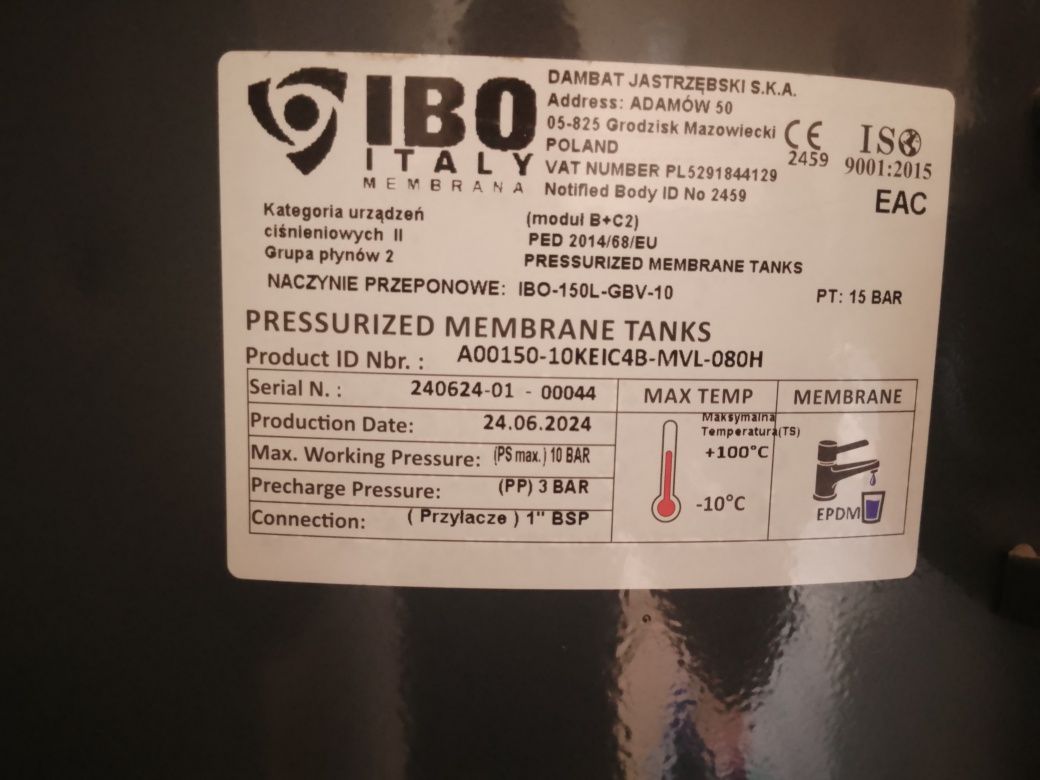 IBO
ITALY
MEMBRANA
DAMBAT JASTRZĘBSKI S.K.A.
Address: ADAMÓW 50
05-825 Grodzisk Mazowiecki
POLAND
VAT NUMBER PL5291844129
Notified Body ID No 2459
CE
2459
ISO
9001:2015
EAC
Kategoria urządzeń
ciśnieniowych II
Grupa płynów 2
(moduł B+C2)
PED 2014/68/EU
PRESSURIZED MEMBRANE TANKS
NACZYNIE PRZEPONOWE: IBO-150L-GBV-10
PT: 15 BAR
PRESSURIZED MEMBRANE TANKS
Product ID Nbr. : A00150-10KEIC4B-MVL-080H
Serial N. : 240624-01 - 00044
Production Date: 24.06.2024
Max. Working Pressure: (PS max.) 10 BAR
Precharge Pressure: (PP) 3 BAR
Connection: ( Przyłacze ) 1" BSP
MAX TEMP
Maksymalna
Temperatura(TS)
+100°C
-10°C
MEMBRANE
EPDM